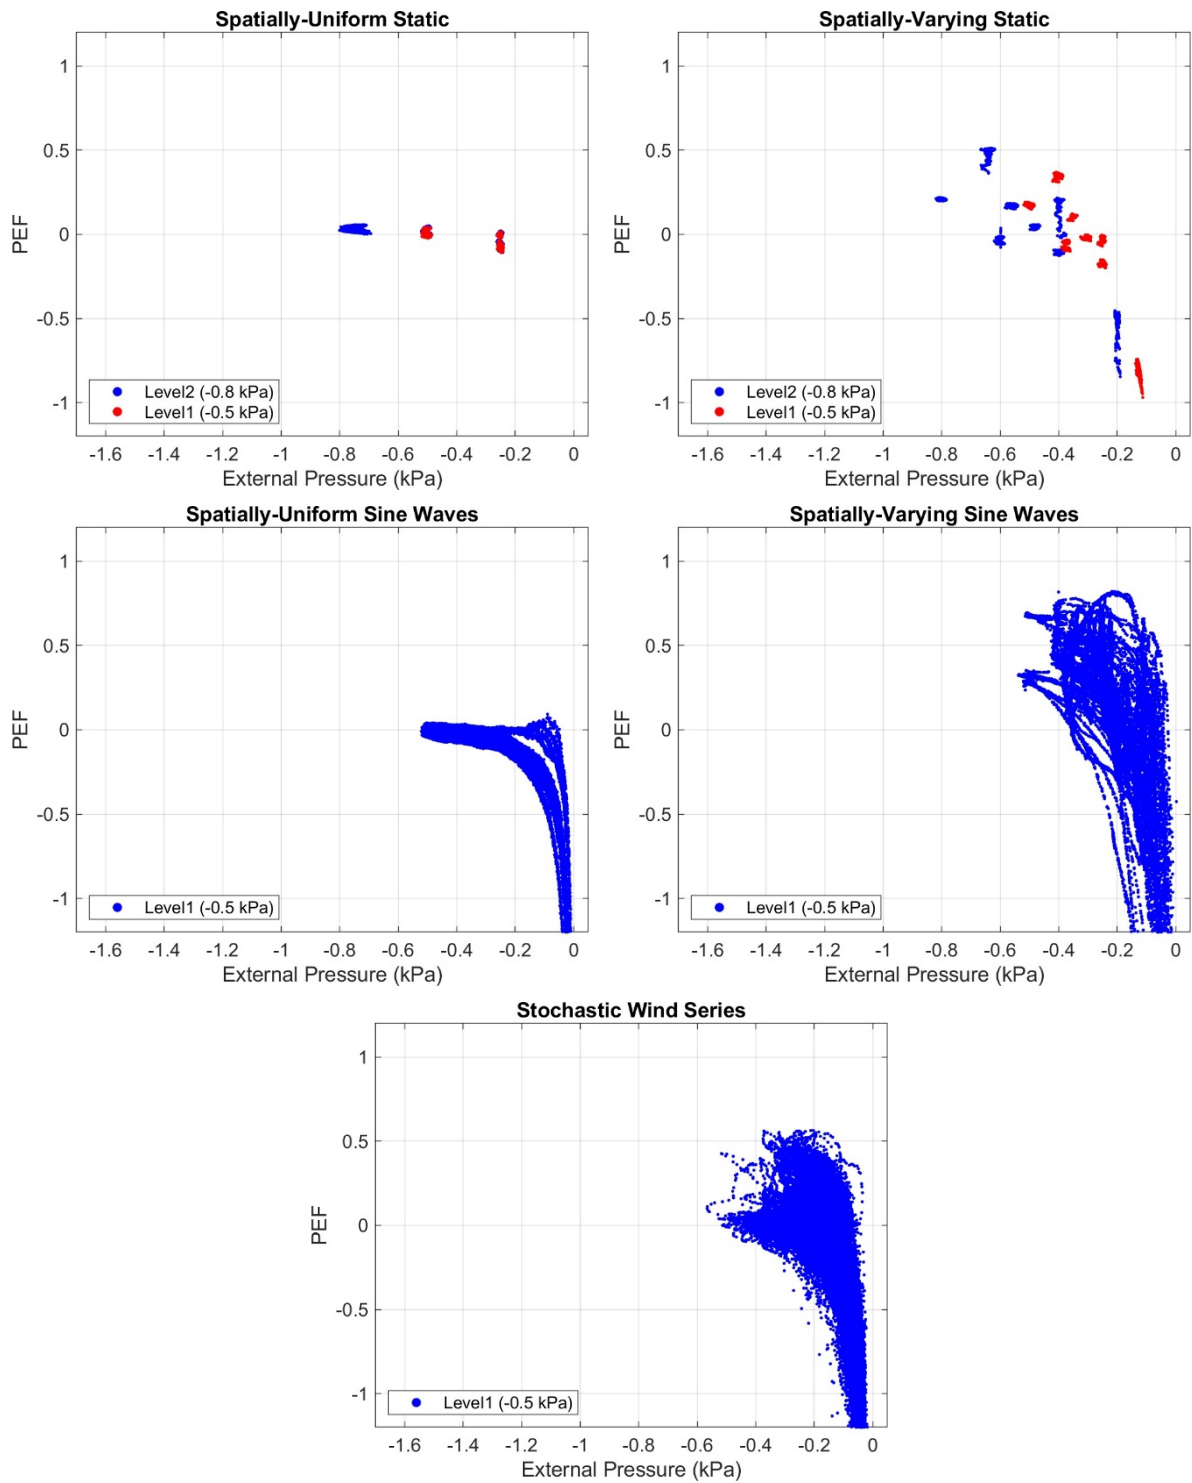 Spatially-Uniform Static
1
0.5
0
-0.5
-1
PEF
Level2 (-0.8 kPa)
Level1 (-0.5 kPa)
-1.6 -1.4 -1.2 -1 -0.8 -0.6 -0.4 -0.2 0
External Pressure (kPa)
Spatially-Varying Static
1
0.5
0
-0.5
-1
PEF
Level2 (-0.8 kPa)
Level1 (-0.5 kPa)
-1.6 -1.4 -1.2 -1 -0.8 -0.6 -0.4 -0.2 0
External Pressure (kPa)
Spatially-Uniform Sine Waves
1
0.5
0
-0.5
-1
PEF
Level1 (-0.5 kPa)
-1.6 -1.4 -1.2 -1 -0.8 -0.6 -0.4 -0.2 0
External Pressure (kPa)
Spatially-Varying Sine Waves
1
0.5
0
-0.5
-1
PEF
Level1 (-0.5 kPa)
-1.6 -1.4 -1.2 -1 -0.8 -0.6 -0.4 -0.2 0
External Pressure (kPa)
Stochastic Wind Series
1
0.5
0
-0.5
-1
PEF
Level1 (-0.5 kPa)
-1.6 -1.4 -1.2 -1 -0.8 -0.6 -0.4 -0.2 0
External Pressure (kPa)